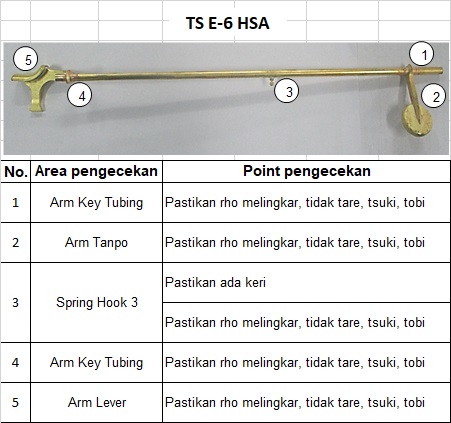 TS E-6 HSA
5
1
4
3
2
No. Area pengecekan Point pengecekan
1 Arm Key Tubing Pastikan rho melingkar, tidak tare, tsuki, tobi
2 Arm Tanpo Pastikan rho melingkar, tidak tare, tsuki, tobi
3 Spring Hook 3 Pastikan ada keri
Pastikan rho melingkar, tidak tare, tsuki, tobi
4 Arm Key Tubing Pastikan rho melingkar, tidak tare, tsuki, tobi
5 Arm Lever Pastikan rho melingkar, tidak tare, tsuki, tobi